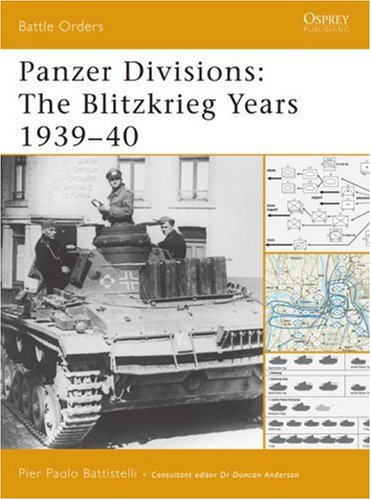 Battle Orders
OSPREY
PUBLISHING
Panzer Divisions:
The Blitzkrieg Years
1939–40
Pier Paolo Battistelli • Consultant editor Dr Duncan Anderson